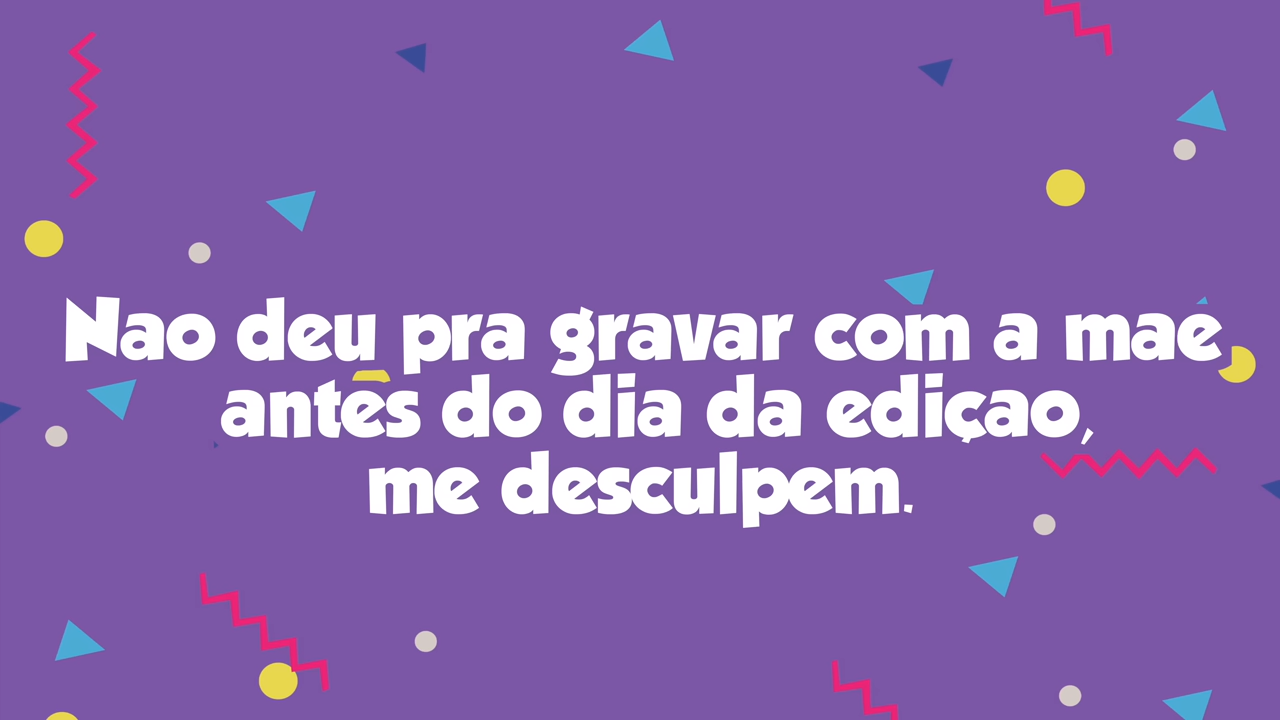 Nao deu pra gravar com a mae
antes do dia da ediçao,
me desculpem.